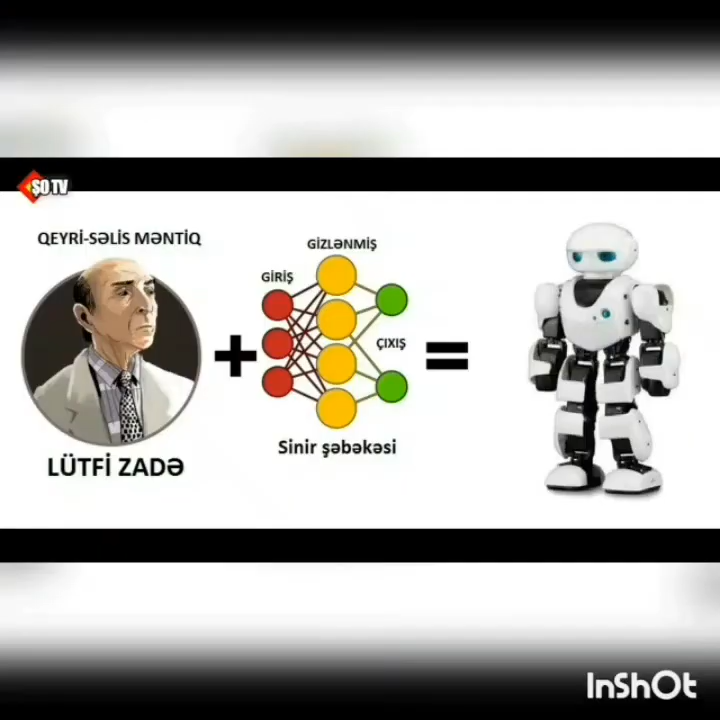 ŞO TV
QEYRİ-SƏLİS MƏNTİQ
GİZLƏNMİŞ
GİRİŞ
ÇIXIŞ
Sinir şəbəkəsi
LÜTFİ ZADƏ
InShOt